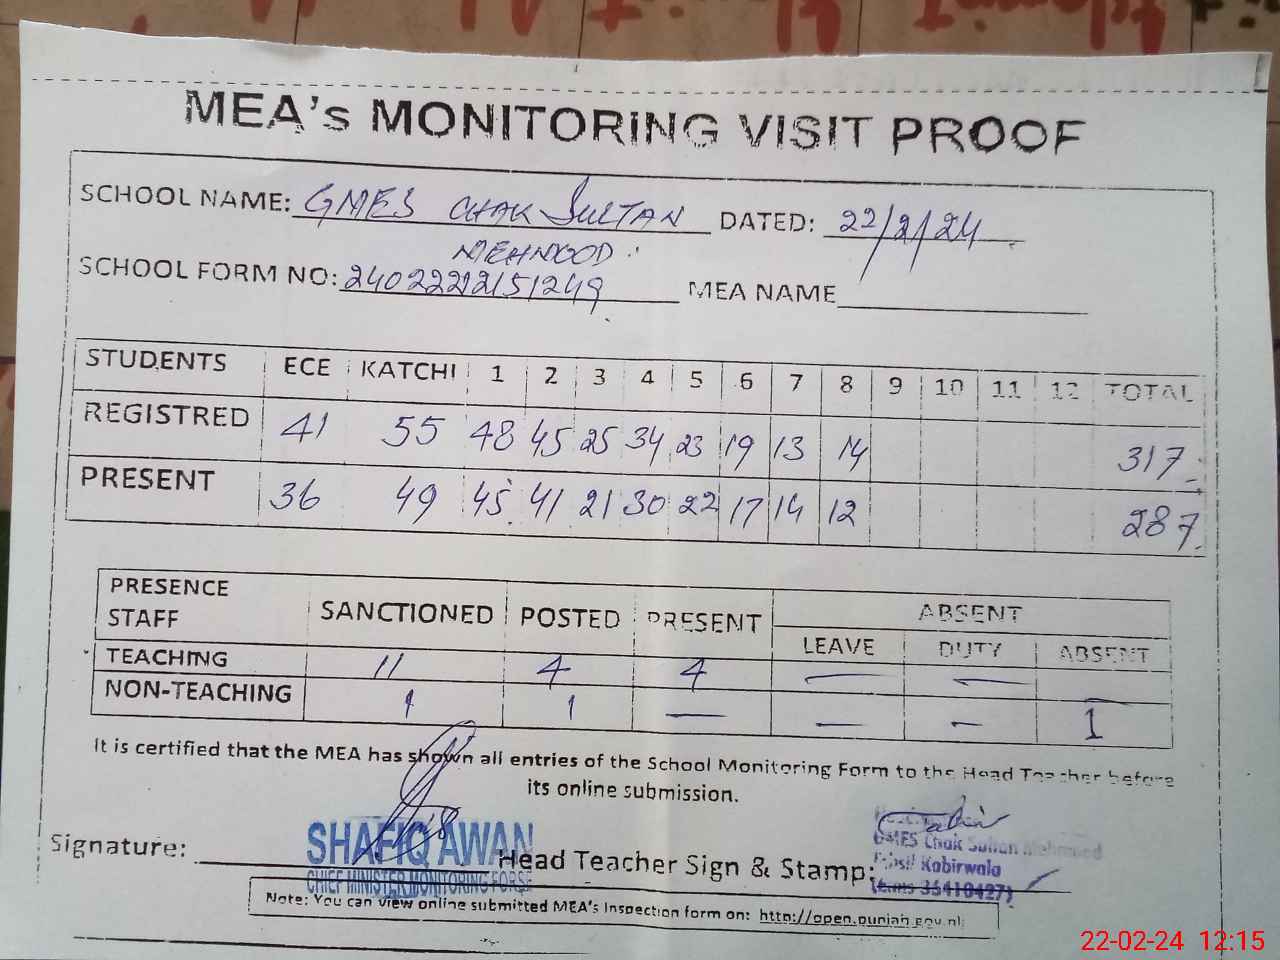 MEA's MONITORING VISIT PROOF
SCHOOL NAME: GMES CHAK SULTAN DATED: 22/2/24
MEHMOOD
SCHOOL FORM NO: MEA NAME
STUDENTS ECE KATCHI 1 2 3 4 5 6 7 8 9 10 11 12 TOTAL
REGISTRED 41 55 48 45 25 34 23 19 13 14 317
PRESENT 36 49 45 41 21 30 22 17 14 12 287
PRESENCE
STAFF SANCTIONED POSTED PRESENT ABSENT
LEAVE DUTY ABSENT
TEACHING 11 4 4 — —
NON-TEACHING 1 1 — — — 1
It is certified that the MEA has shown all entries of the School Monitoring Form to the Head Teacher before
its online submission.
Signature: SHAFIQ AWAN
CHIEF MINISTER MONITORING FORSE
Head Teacher Sign & Stamp:
GMES Chak Sultan Mehmood
Kabirwala
Note: You can view online submitted MEA's Inspection form on: http://open.punjab.gov.
22-02-24 12:15